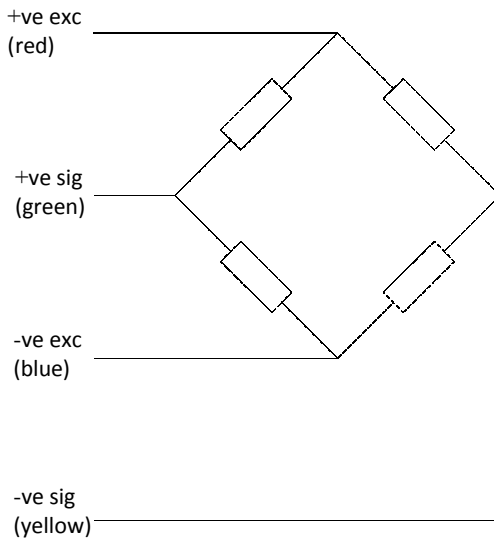 +ve exc
(red)
+ve sig
(green)
-ve exc
(blue)
-ve sig
(yellow)